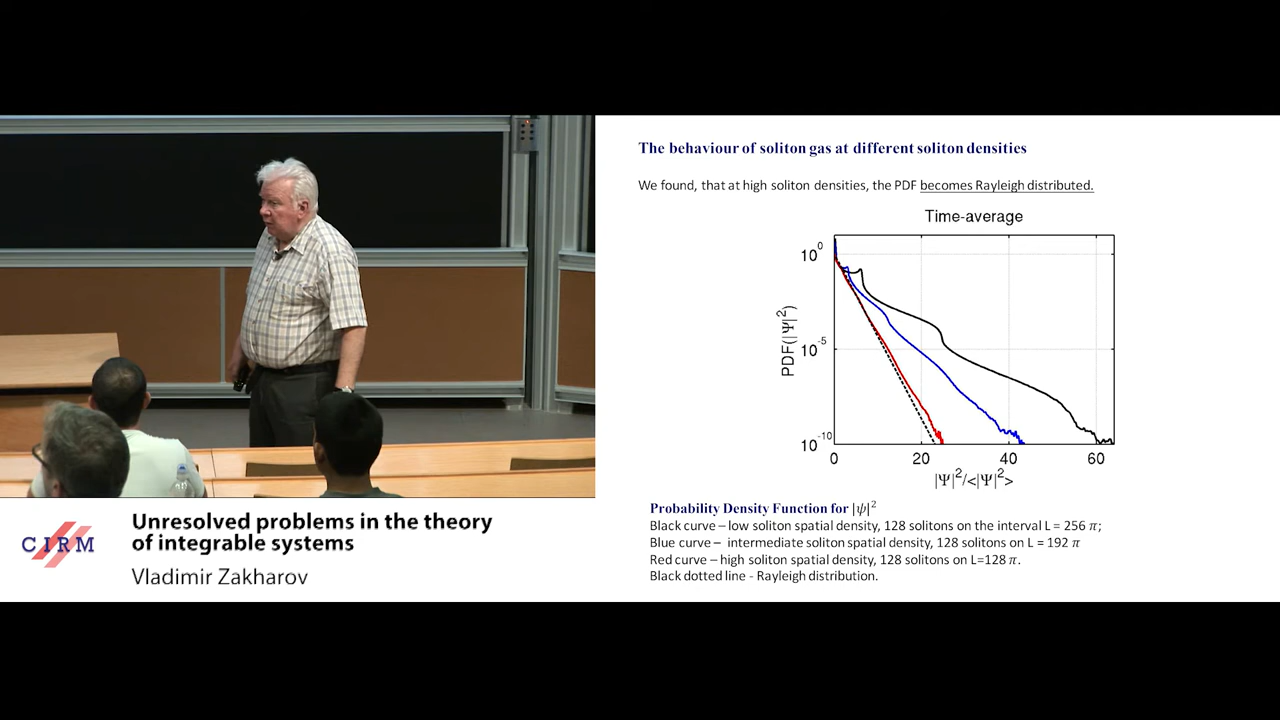 The behaviour of soliton gas at different soliton densities
We found, that at high soliton densities, the PDF becomes Rayleigh distributed.
Time-average
10^0
10^-5
10^-10
PDF(|Ψ|^2)
0 20 40 60
|Ψ|^2/<|Ψ|^2>
Probability Density Function for |ψ|^2
Black curve – low soliton spatial density, 128 solitons on the interval L = 256 π;
Blue curve – intermediate soliton spatial density, 128 solitons on L = 192 π
Red curve – high soliton spatial density, 128 solitons on L=128 π.
Black dotted line - Rayleigh distribution.
CIRM
Unresolved problems in the theory
of integrable systems
Vladimir Zakharov